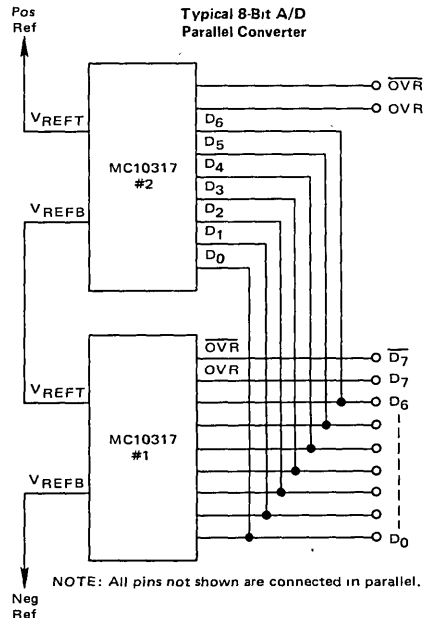 Typical 8-Bit A/D
Parallel Converter
Pos
Ref
OVR
OVR
VREFT
D6
D5
D4
D3
D2
D1
D0
MC10317
#2
VREFB
OVR
OVR
D7
D7
D6
VREFT
MC10317
#1
VREFB
D0
NOTE: All pins not shown are connected in parallel.
Neg
Ref